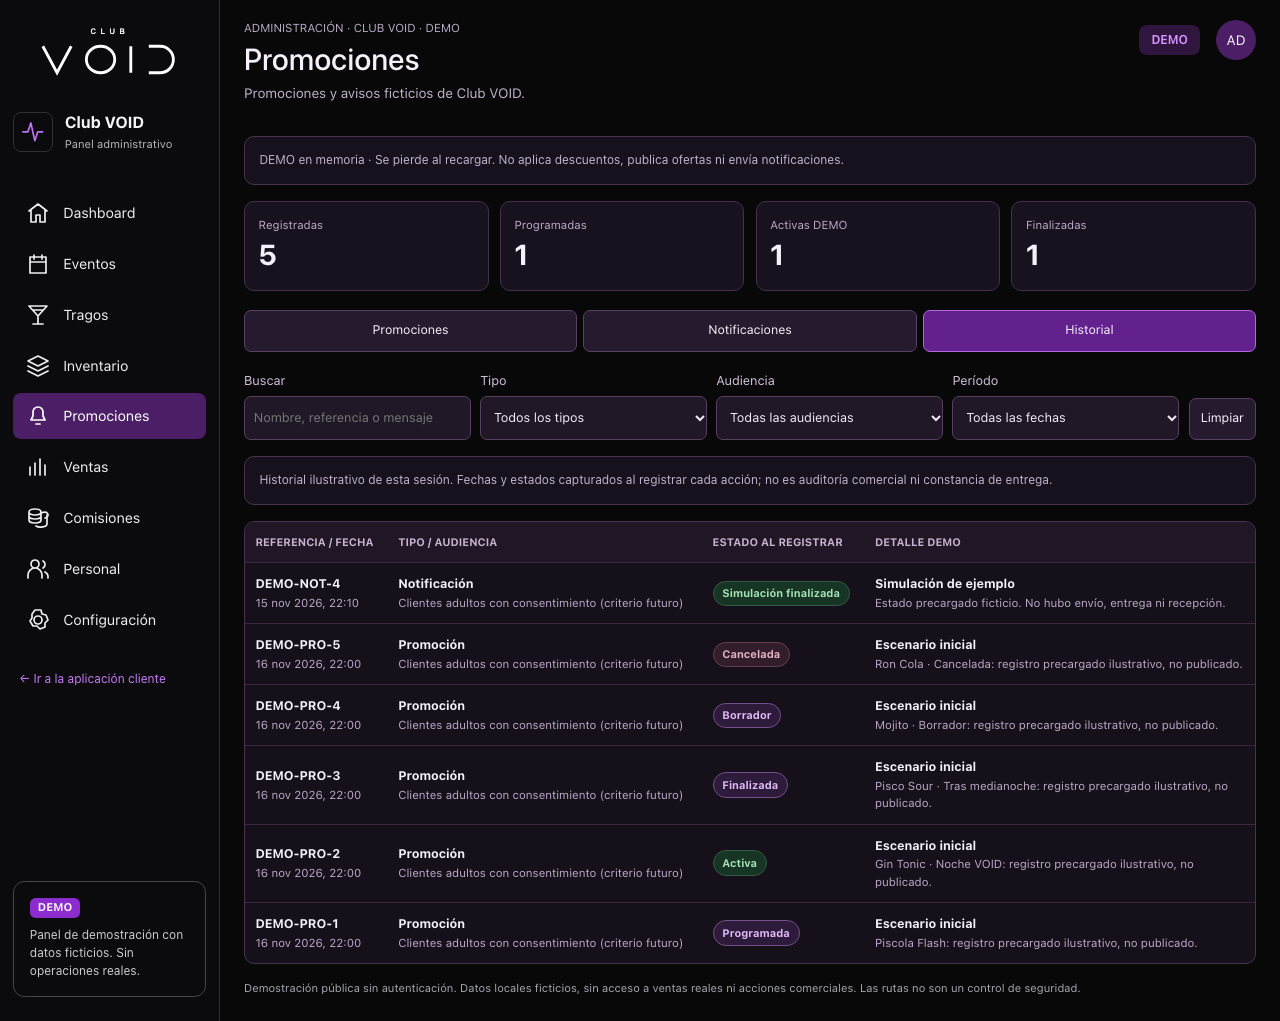 CLUB
VOID
Club VOID
Panel administrativo
Dashboard
Eventos
Tragos
Inventario
Promociones
Ventas
Comisiones
Personal
Configuración
← Ir a la aplicación cliente
DEMO
Panel de demostración con
datos ficticios. Sin
operaciones reales.
ADMINISTRACIÓN · CLUB VOID · DEMO
Promociones
Promociones y avisos ficticios de Club VOID.
DEMO
AD
DEMO en memoria · Se pierde al recargar. No aplica descuentos, publica ofertas ni envía notificaciones.
Registradas
5
Programadas
1
Activas DEMO
1
Finalizadas
1
Promociones
Notificaciones
Historial
Buscar
Nombre, referencia o mensaje
Tipo
Todos los tipos
Audiencia
Todas las audiencias
Período
Todas las fechas
Limpiar
Historial ilustrativo de esta sesión. Fechas y estados capturados al registrar cada acción; no es auditoría comercial ni constancia de entrega.
REFERENCIA / FECHA TIPO / AUDIENCIA ESTADO AL REGISTRAR DETALLE DEMO
DEMO-NOT-4
15 nov 2026, 22:10
Notificación
Clientes adultos con consentimiento (criterio futuro)
Simulación finalizada
Simulación de ejemplo
Estado precargado ficticio. No hubo envío, entrega ni recepción.
DEMO-PRO-5
16 nov 2026, 22:00
Promoción
Clientes adultos con consentimiento (criterio futuro)
Cancelada
Escenario inicial
Ron Cola · Cancelada: registro precargado ilustrativo, no publicado.
DEMO-PRO-4
16 nov 2026, 22:00
Promoción
Clientes adultos con consentimiento (criterio futuro)
Borrador
Escenario inicial
Mojito · Borrador: registro precargado ilustrativo, no publicado.
DEMO-PRO-3
16 nov 2026, 22:00
Promoción
Clientes adultos con consentimiento (criterio futuro)
Finalizada
Escenario inicial
Pisco Sour · Tras medianoche: registro precargado ilustrativo, no
publicado.
DEMO-PRO-2
16 nov 2026, 22:00
Promoción
Clientes adultos con consentimiento (criterio futuro)
Activa
Escenario inicial
Gin Tonic · Noche VOID: registro precargado ilustrativo, no
publicado.
DEMO-PRO-1
16 nov 2026, 22:00
Promoción
Clientes adultos con consentimiento (criterio futuro)
Programada
Escenario inicial
Piscola Flash: registro precargado ilustrativo, no publicado.
Demostración pública sin autenticación. Datos locales ficticios, sin acceso a ventas reales ni acciones comerciales. Las rutas no son un control de seguridad.